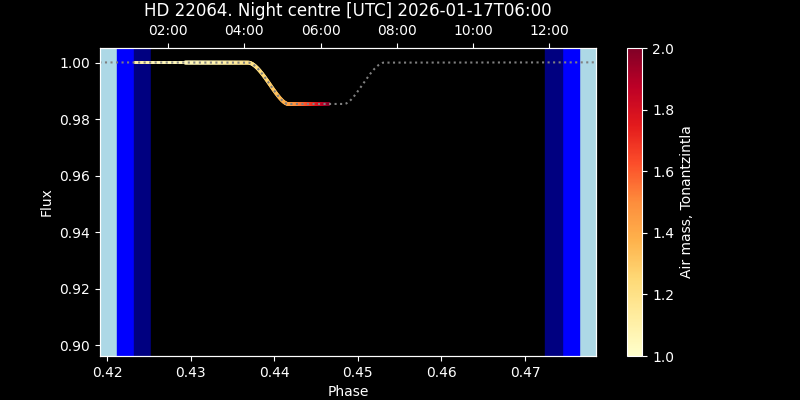 HD 22064. Night centre [UTC] 2026-01-17T06:00
02:00 04:00 06:00 08:00 10:00 12:00
1.00
0.98
0.96
0.94
0.92
0.90
Flux
0.42 0.43 0.44 0.45 0.46 0.47
Phase
2.0
1.8
1.6
1.4
1.2
1.0
Air mass, Tonantzintla